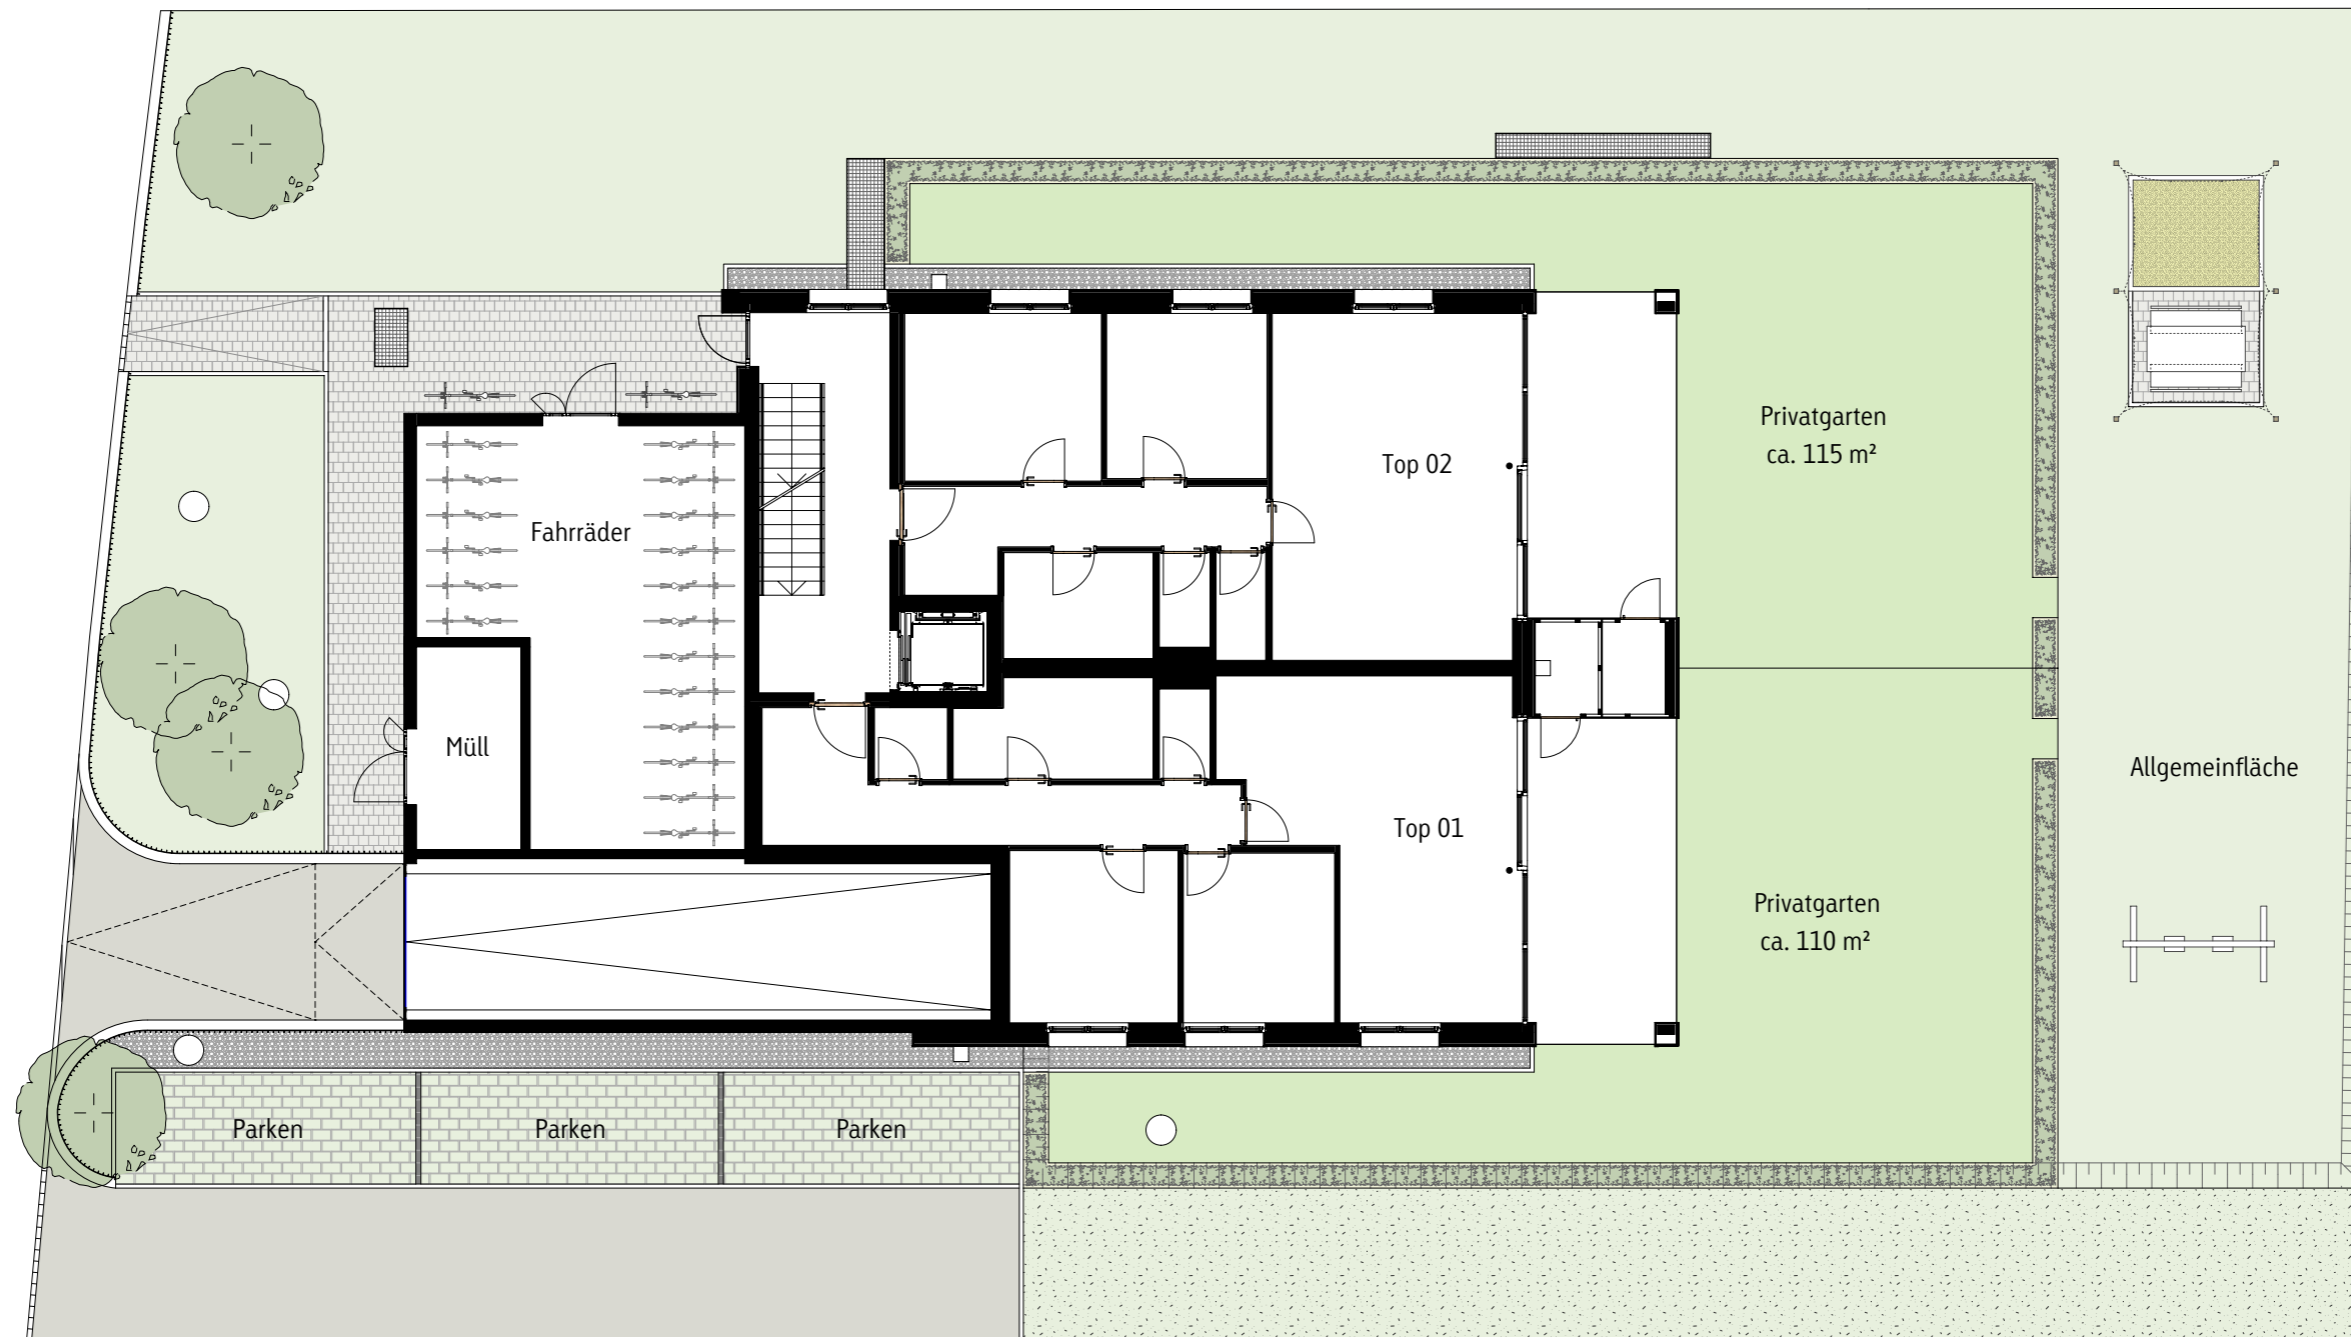 Privatgarten
ca. 115 m²
Top 02
Fahrräder
Müll
Allgemeinfläche
Top 01
Privatgarten
ca. 110 m²
Parken
Parken
Parken